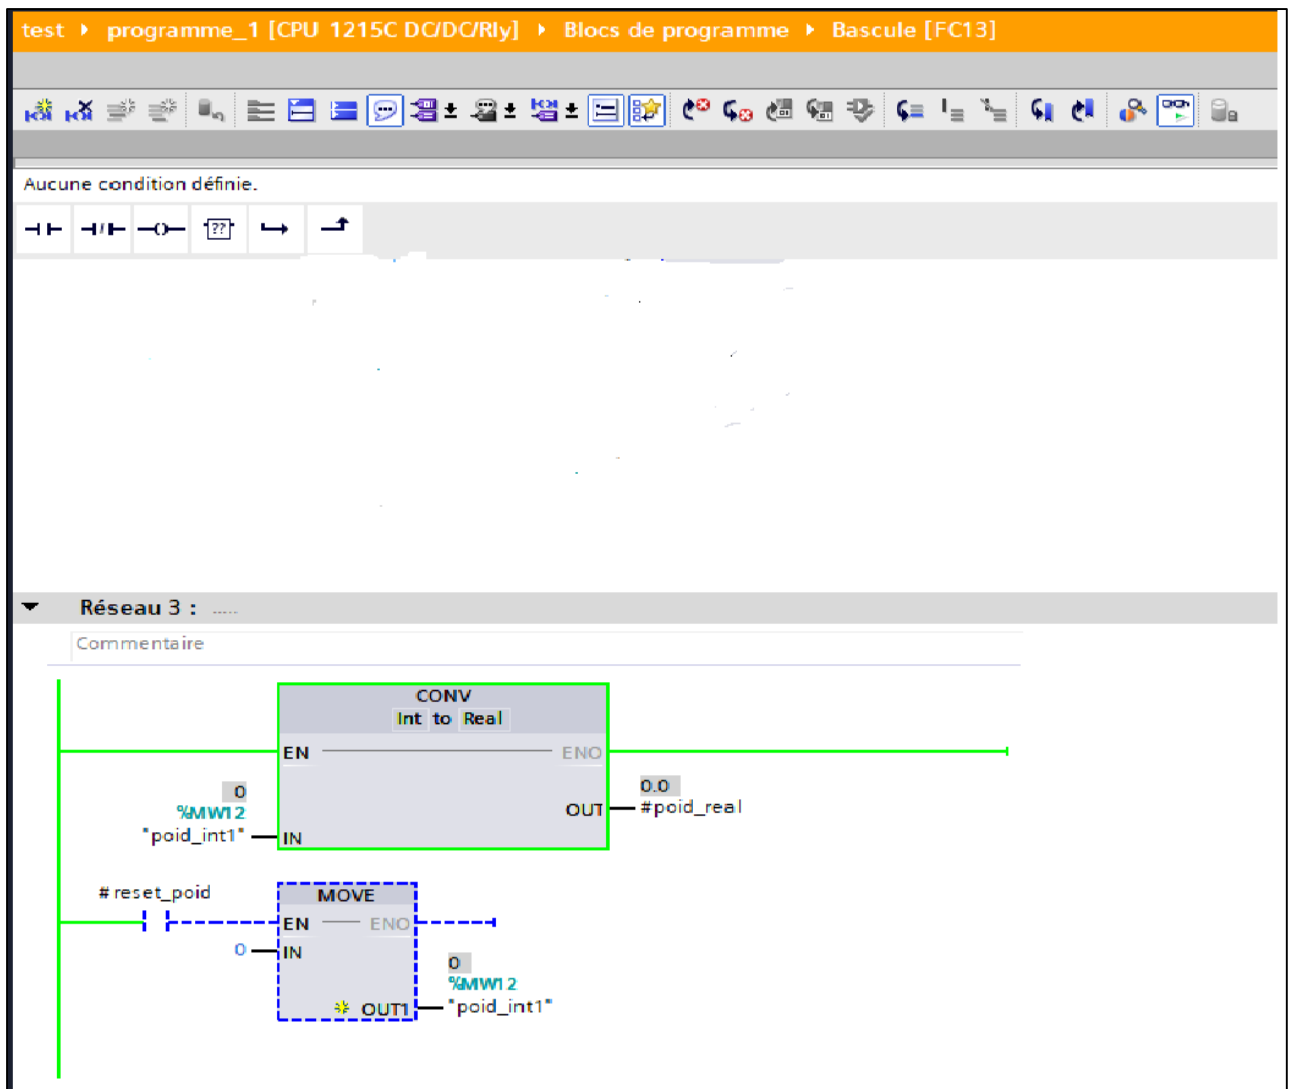 test ▸ programme_1 [CPU 1215C DC/DC/Rly] ▸ Blocs de programme ▸ Bascule [FC13]
Aucune condition définie.
??
Réseau 3 : .....
Commentaire
CONV
Int to Real
EN ENO
0
%MW12
"poid_int1"
IN
0.0
OUT
#poid_real
#reset_poid
MOVE
EN ENO
0
IN
OUT1
0
%MW12
"poid_int1"